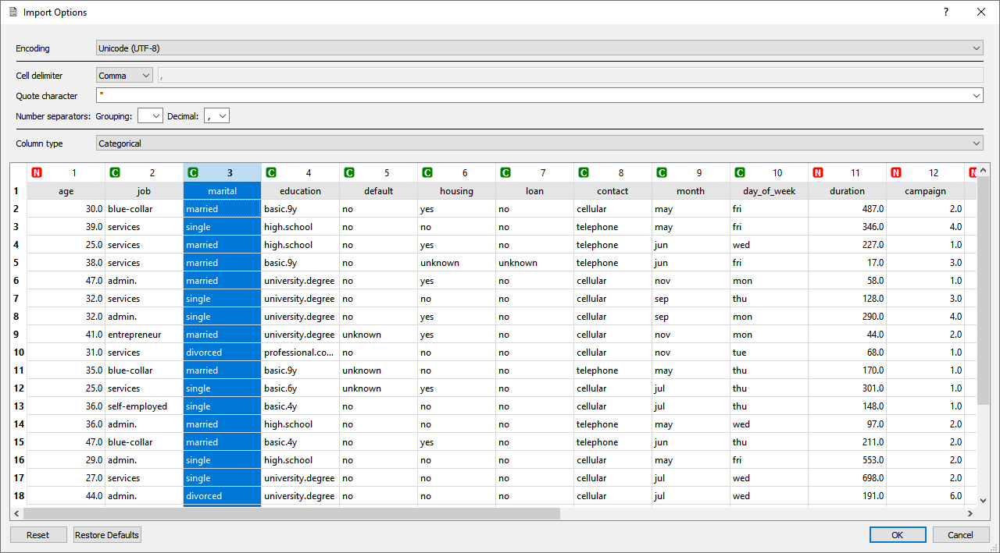 Import Options ?
Encoding Unicode (UTF-8)
Cell delimiter Comma ,
Quote character "
Number separators: Grouping: Decimal: ,
Column type Categorical
N 1 C 2 C 3 C 4 C 5 C 6 C 7 C 8 C 9 C 10 N 11 N 12 N
1 age job marital education default housing loan contact month day_of_week duration campaign
2 30.0 blue-collar married basic.9y no yes no cellular may fri 487.0 2.0
3 39.0 services single high.school no no no telephone may fri 346.0 4.0
4 25.0 services married high.school no yes no telephone jun wed 227.0 1.0
5 38.0 services married basic.9y no unknown unknown telephone jun fri 17.0 3.0
6 47.0 admin. married university.degree no yes no cellular nov mon 58.0 1.0
7 32.0 services single university.degree no no no cellular sep thu 128.0 3.0
8 32.0 admin. single university.degree no yes no cellular sep mon 290.0 4.0
9 41.0 entrepreneur married university.degree unknown yes no cellular nov mon 44.0 2.0
10 31.0 services divorced professional.co... no no no cellular nov tue 68.0 1.0
11 35.0 blue-collar married basic.9y unknown no no telephone may thu 170.0 1.0
12 25.0 services single basic.6y unknown yes no cellular jul thu 301.0 1.0
13 36.0 self-employed single basic.4y no no no cellular jul thu 148.0 1.0
14 36.0 admin. married high.school no no no telephone may wed 97.0 2.0
15 47.0 blue-collar married basic.4y no yes no telephone jun thu 211.0 2.0
16 29.0 admin. single high.school no no no cellular may fri 553.0 2.0
17 27.0 services single university.degree no no no cellular jul wed 698.0 2.0
18 44.0 admin. divorced university.degree no no no cellular jul wed 191.0 6.0
Reset Restore Defaults OK Cancel